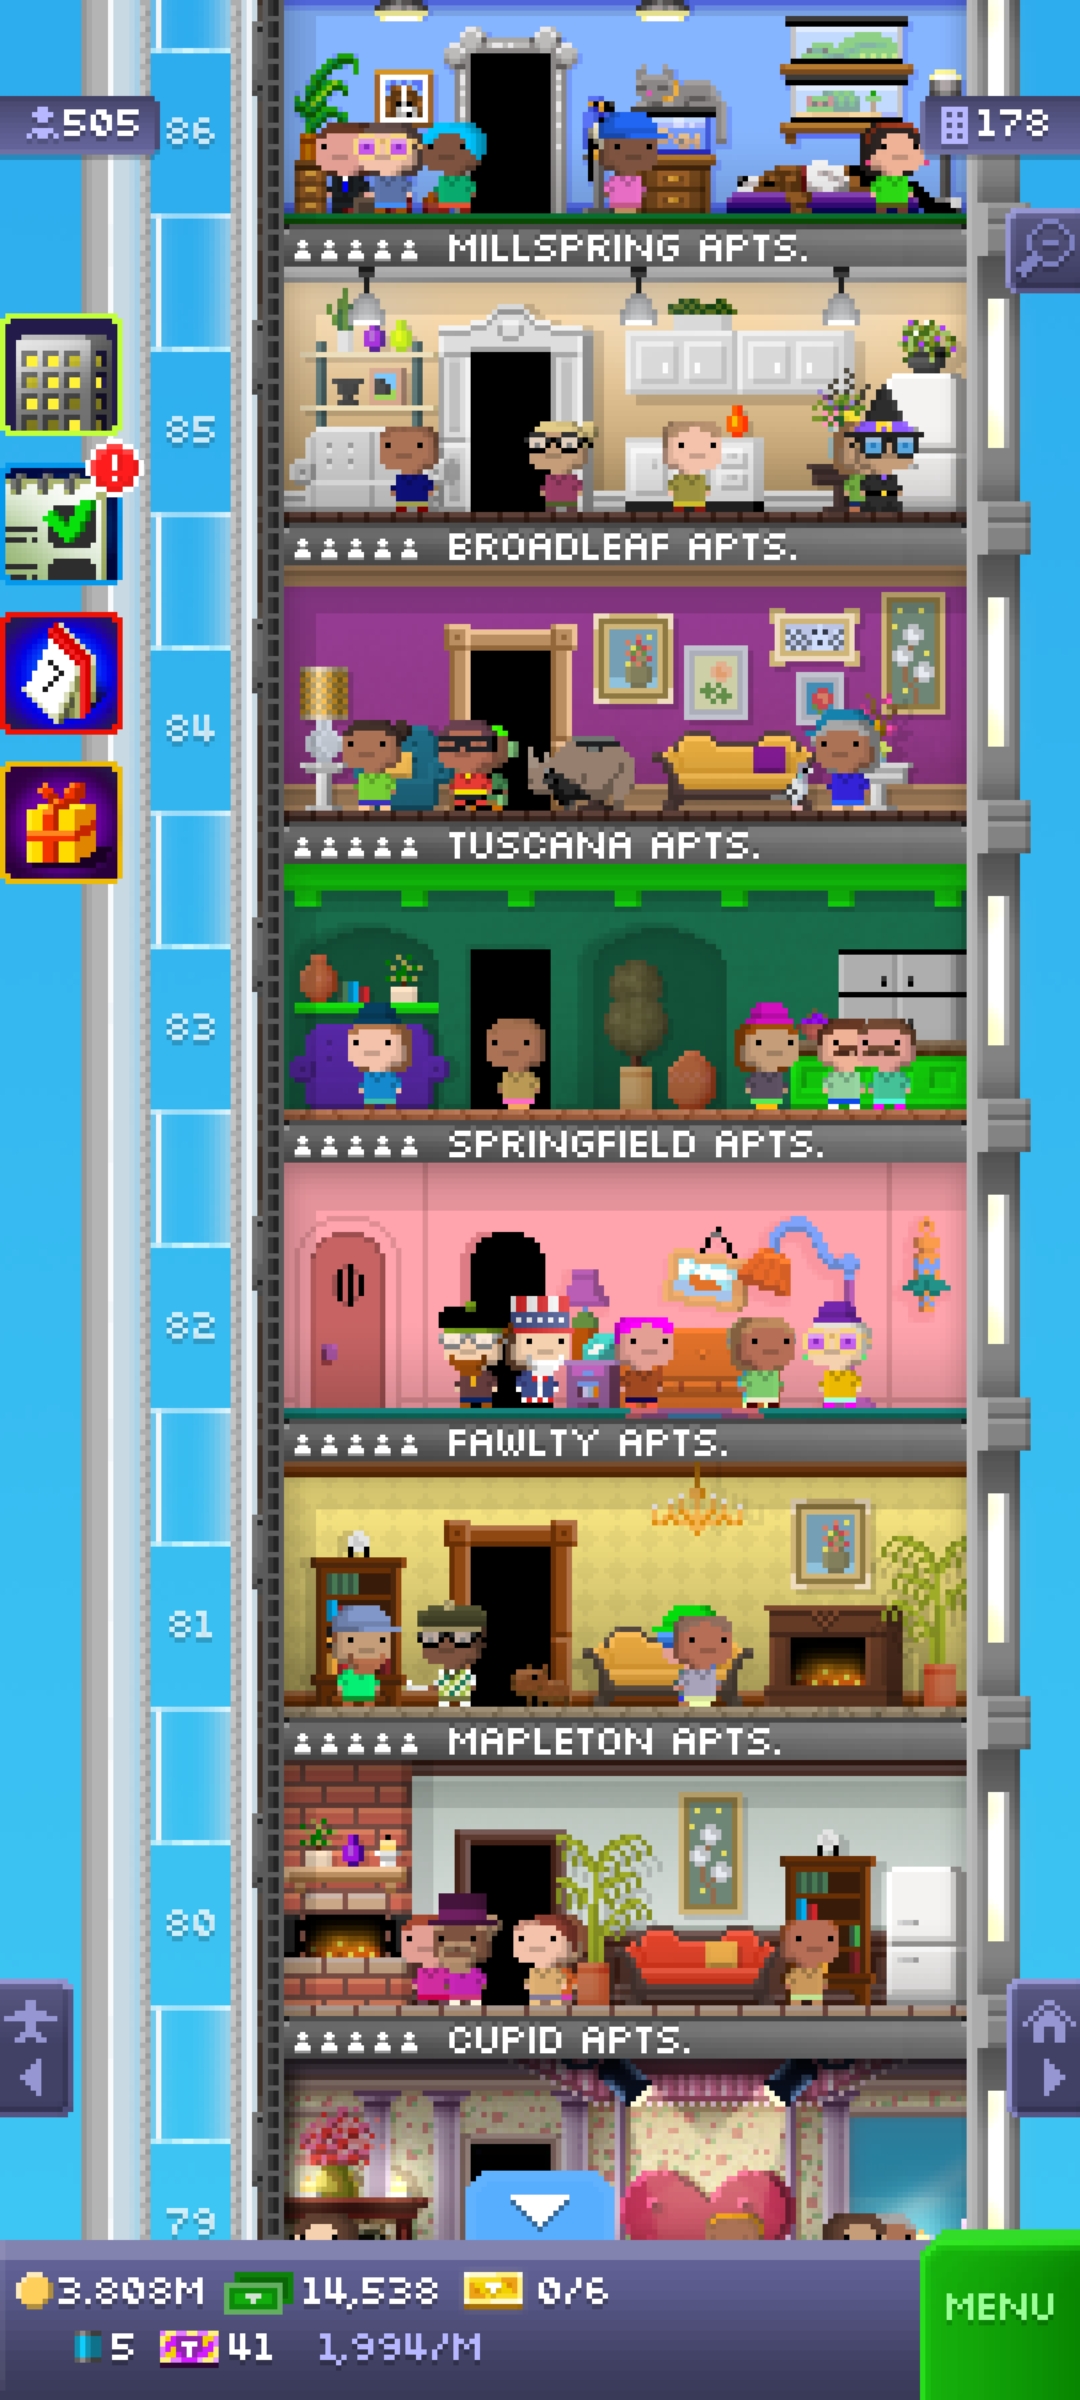 505
86
178
MILLSPRING APTS.
85
BROADLEAF APTS.
7
84
TUSCANA APTS.
83
SPRINGFIELD APTS.
82
FAWLTY APTS.
81
MAPLETON APTS.
80
CUPID APTS.
79
3.808M 14,538 0/6
MENU
5 T 41 1,994/M